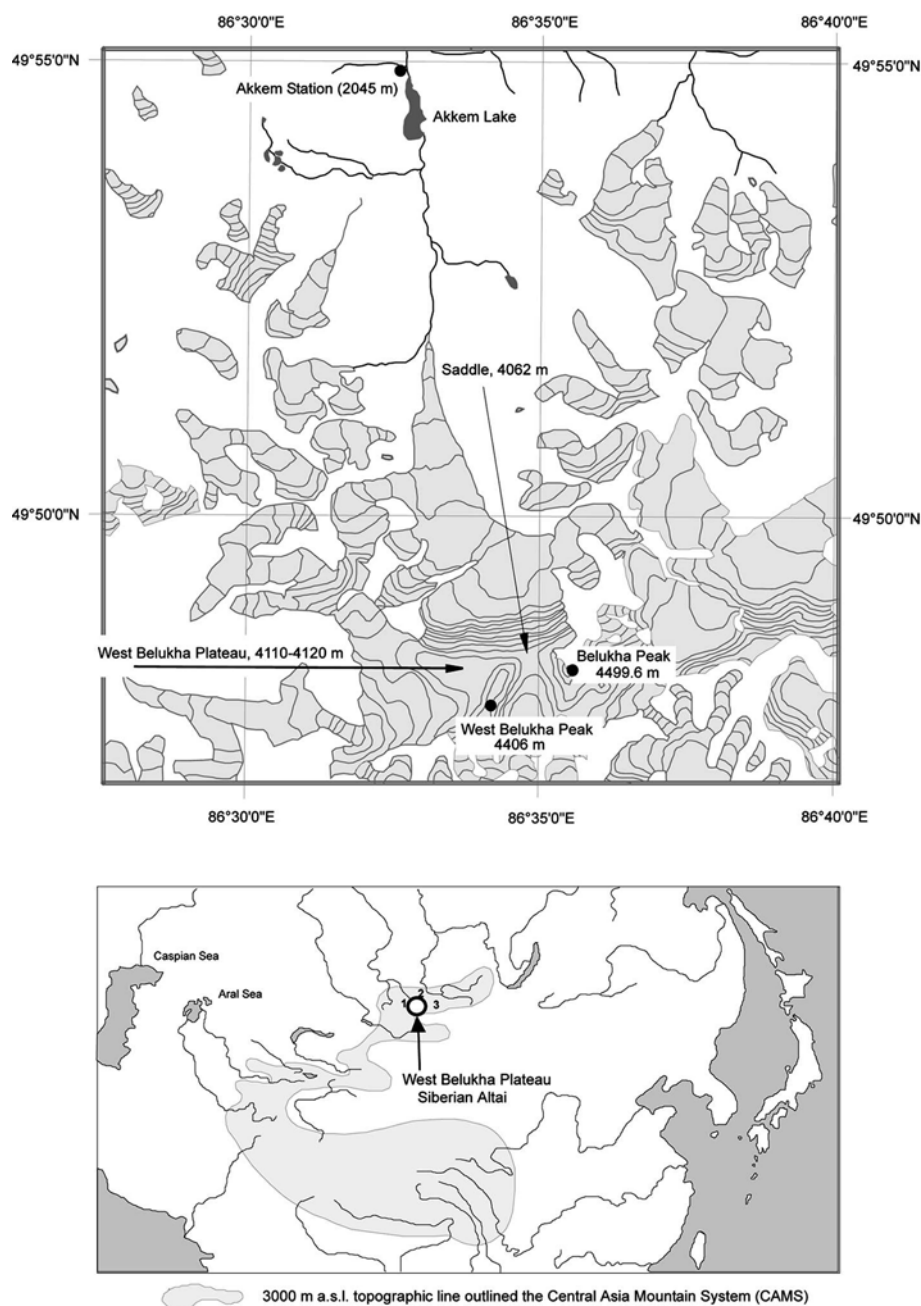 86°30'0"E
86°35'0"E
86°40'0"E
49°55'0"N
49°55'0"N
Akkem Station (2045 m)
Akkem Lake
Saddle, 4062 m
49°50'0"N
49°50'0"N
West Belukha Plateau, 4110-4120 m
Belukha Peak
4499.6 m
West Belukha Peak
4406 m
86°30'0"E
86°35'0"E
86°40'0"E
Caspian Sea
Aral Sea
1
2
3
West Belukha Plateau
Siberian Altai
3000 m a.s.l. topographic line outlined the Central Asia Mountain System (CAMS)